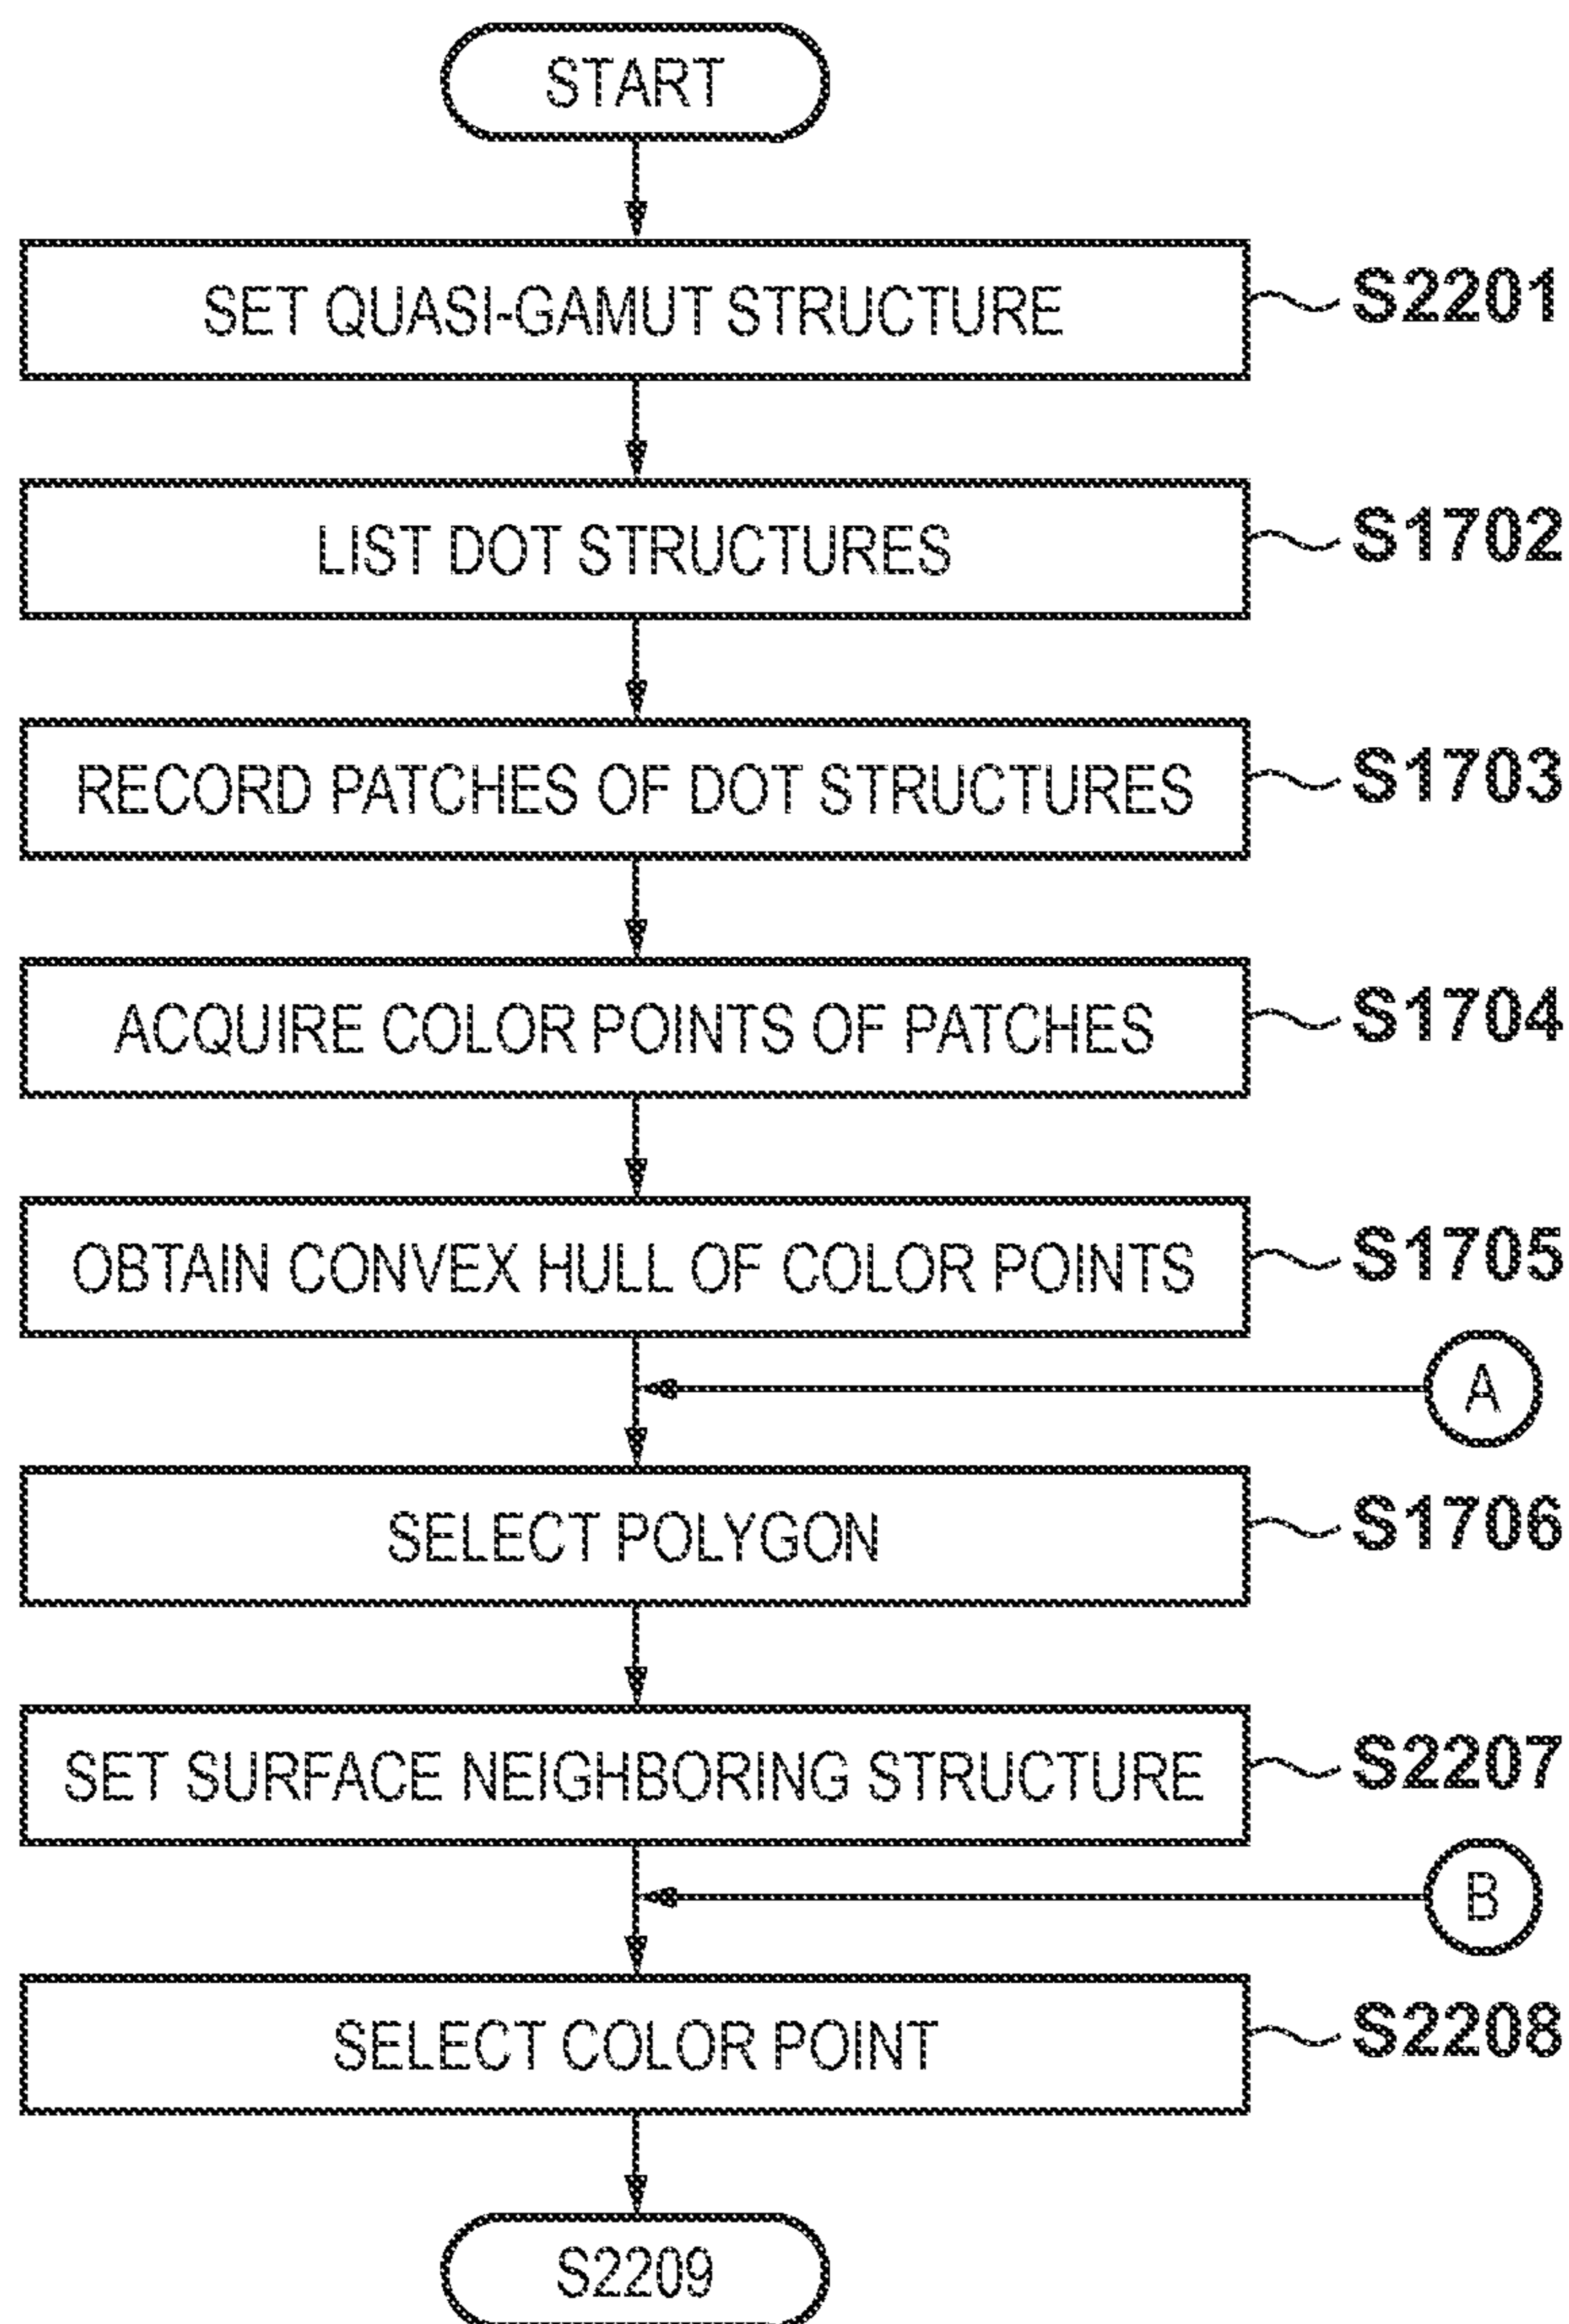 START
SET QUASI-GAMUT STRUCTURE S2201
LIST DOT STRUCTURES S1702
RECORD PATCHES OF DOT STRUCTURES S1703
ACQUIRE COLOR POINTS OF PATCHES S1704
OBTAIN CONVEX HULL OF COLOR POINTS S1705
A
SELECT POLYGON S1706
SET SURFACE NEIGHBORING STRUCTURE S2207
B
SELECT COLOR POINT S2208
S2209